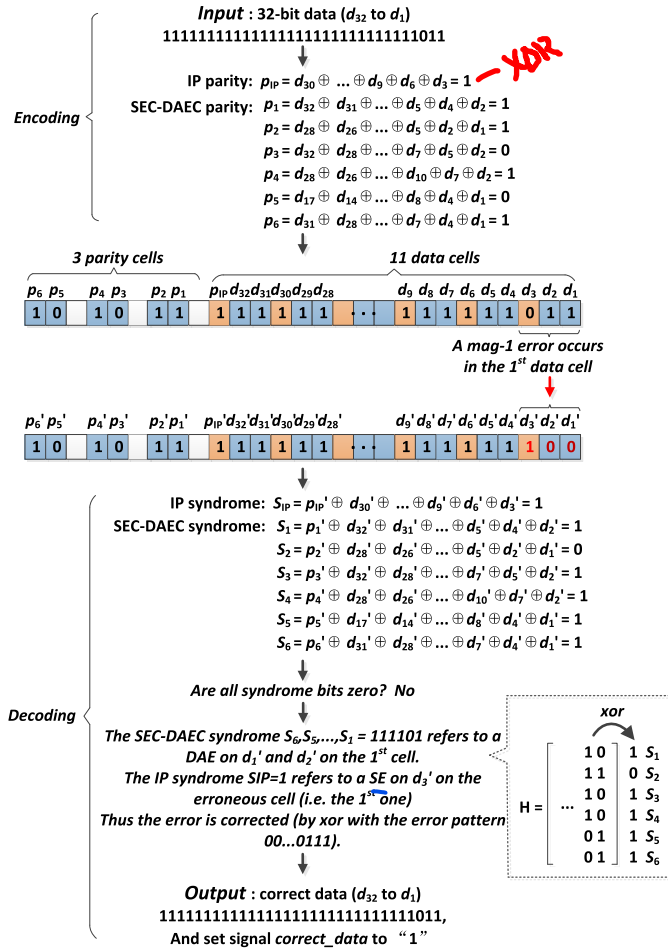 Input : 32-bit data (d32 to d1)
11111111111111111111111111111011
XOR
IP parity: pIP = d30 ⊕ ... ⊕ d9 ⊕ d6 ⊕ d3 = 1
Encoding
SEC-DAEC parity: p1 = d32 ⊕ d31 ⊕ ... ⊕ d5 ⊕ d4 ⊕ d2 = 1
p2 = d28 ⊕ d26 ⊕ ... ⊕ d5 ⊕ d2 ⊕ d1 = 1
p3 = d32 ⊕ d28 ⊕ ... ⊕ d7 ⊕ d5 ⊕ d2 = 0
p4 = d28 ⊕ d26 ⊕ ... ⊕ d10 ⊕ d7 ⊕ d2 = 1
p5 = d17 ⊕ d14 ⊕ ... ⊕ d8 ⊕ d4 ⊕ d1 = 0
p6 = d31 ⊕ d28 ⊕ ... ⊕ d7 ⊕ d4 ⊕ d1 = 1
3 parity cells 11 data cells
p6 p5 p4 p3 p2 p1 pIP d32 d31 d30 d29 d28 d9 d8 d7 d6 d5 d4 d3 d2 d1
1 0 1 0 1 1 1 1 1 1 1 1 ... 1 1 1 1 1 1 0 1 1
A mag-1 error occurs
in the 1st data cell
p6' p5' p4' p3' p2' p1' pIP' d32' d31' d30' d29' d28' d9' d8' d7' d6' d5' d4' d3' d2' d1'
1 0 1 0 1 1 1 1 1 1 1 1 ... 1 1 1 1 1 1 1 0 0
IP syndrome: SIP = pIP' ⊕ d30' ⊕ ... ⊕ d9' ⊕ d6' ⊕ d3' = 1
SEC-DAEC syndrome: S1 = p1' ⊕ d32' ⊕ d31' ⊕ ... ⊕ d5' ⊕ d4' ⊕ d2' = 1
S2 = p2' ⊕ d28' ⊕ d26' ⊕ ... ⊕ d5' ⊕ d2' ⊕ d1' = 0
S3 = p3' ⊕ d32' ⊕ d28' ⊕ ... ⊕ d7' ⊕ d5' ⊕ d2' = 1
S4 = p4' ⊕ d28' ⊕ d26' ⊕ ... ⊕ d10' ⊕ d7' ⊕ d2' = 1
S5 = p5' ⊕ d17' ⊕ d14' ⊕ ... ⊕ d8' ⊕ d4' ⊕ d1' = 1
S6 = p6' ⊕ d31' ⊕ d28' ⊕ ... ⊕ d7' ⊕ d4' ⊕ d1' = 1
Are all syndrome bits zero? No
Decoding
The SEC-DAEC syndrome S6,S5,...,S1 = 111101 refers to a
DAE on d1' and d2' on the 1st cell.
The IP syndrome SIP=1 refers to a SE on d3' on the
erroneous cell (i.e. the 1st one)
Thus the error is corrected (by xor with the error pattern
00...0111).
xor
1 0 1 S1
1 1 0 S2
1 0 1 S3
H = ... 1 0 1 S4
0 1 1 S5
0 1 1 S6
Output : correct data (d32 to d1)
11111111111111111111111111111011,
And set signal correct_data to “1”